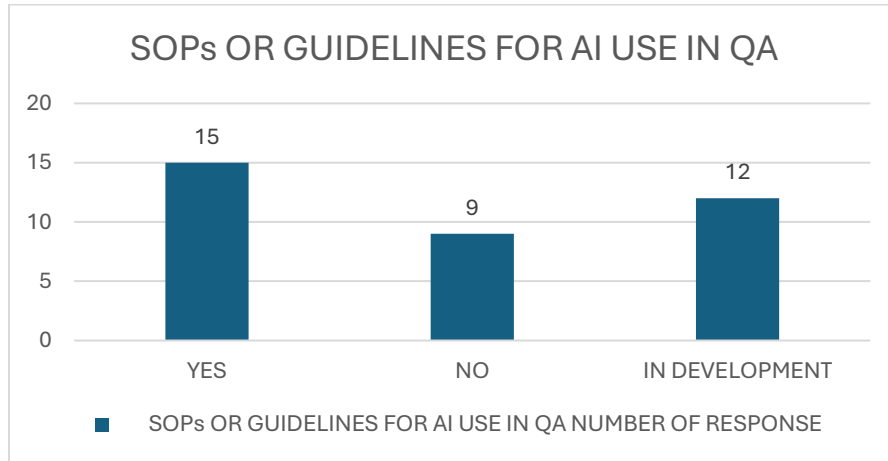 SOPs OR GUIDELINES FOR AI USE IN QA
20
15
10
5
0
15
9
12
YES
NO
IN DEVELOPMENT
SOPs OR GUIDELINES FOR AI USE IN QA NUMBER OF RESPONSE